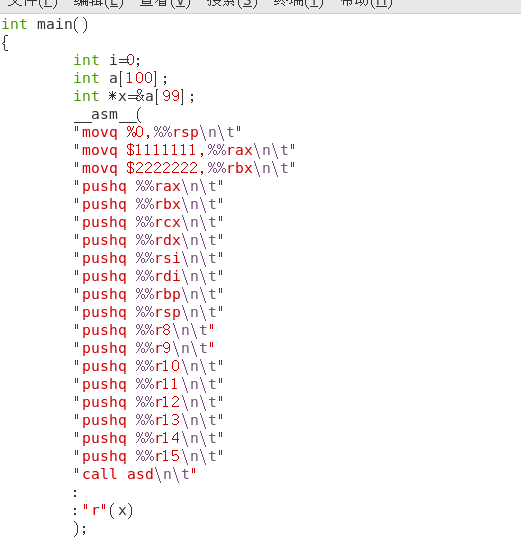 文件(F) 编辑(E) 查看(V) 搜索(S) 终端(T) 帮助(H)
int main()
{
int i=0;
int a[100];
int *x=&a[99];
__asm__(
"movq %0,%%rsp\n\t"
"movq $1111111,%%rax\n\t"
"movq $2222222,%%rbx\n\t"
"pushq %%rax\n\t"
"pushq %%rbx\n\t"
"pushq %%rcx\n\t"
"pushq %%rdx\n\t"
"pushq %%rsi\n\t"
"pushq %%rdi\n\t"
"pushq %%rbp\n\t"
"pushq %%rsp\n\t"
"pushq %%r8\n\t"
"pushq %%r9\n\t"
"pushq %%r10\n\t"
"pushq %%r11\n\t"
"pushq %%r12\n\t"
"pushq %%r13\n\t"
"pushq %%r14\n\t"
"pushq %%r15\n\t"
"call asd\n\t"
:
:"r"(x)
);